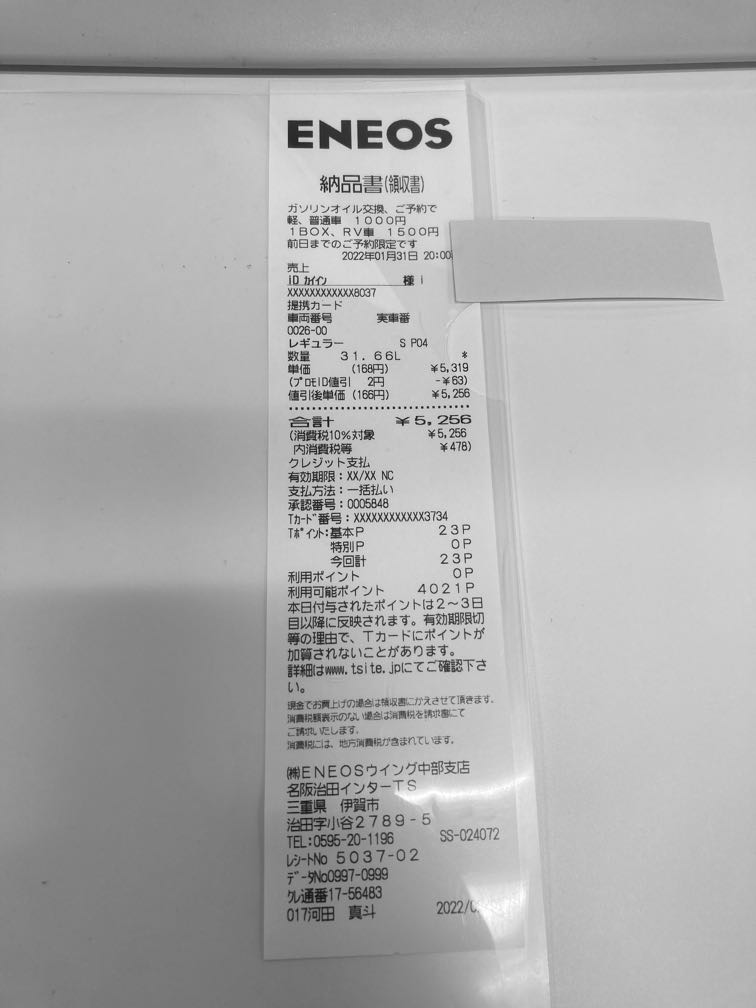 ENEOS
納品書(領収書)
ガソリンオイル交換、ご予約で
軽、普通車 1000円
1BOX、RV車 1500円
前日までのご予約限定です
2022年01月31日 20:00
売上
iD カイイン 様 i
XXXXXXXXXXXX8037
提携カード
車両番号 実車番
0026-00
レギュラー S P04
数量 31.66L *
単価 (168円) ¥5,319
(プロモID値引 2円 -¥63)
値引後単価 (166円) ¥5,256
合計 ¥5,256
(消費税10%対象 ¥5,256
内消費税等 ¥478)
クレジット支払
有効期限:XX/XX NC
支払方法:一括払い
承認番号:0005848
Tカード番号:XXXXXXXXXXXX3734
Tポイント:基本P 23P
特別P 0P
今回計 23P
利用ポイント 0P
利用可能ポイント 4021P
本日付与されたポイントは2~3日
目以降に反映されます。有効期限切
等の理由で、Tカードにポイントが
加算されないことがあります。
詳細はwww.tsite.jpにてご確認下さ
い。
現金でお買上げの場合は領収書にかえさせて頂きます。
消費税額表示のない場合は消費税を請求書にて
ご請求いたします。
消費税には、地方消費税が含まれています。
㈱ENEOSウイング中部支店
名阪治田インターTS
三重県 伊賀市
治田字小谷2789-5
TEL:0595-20-1196 SS-024072
レシートNo 5037-02
データNo0997-0999
クレ通番17-56483
017河田 真斗 2022/0